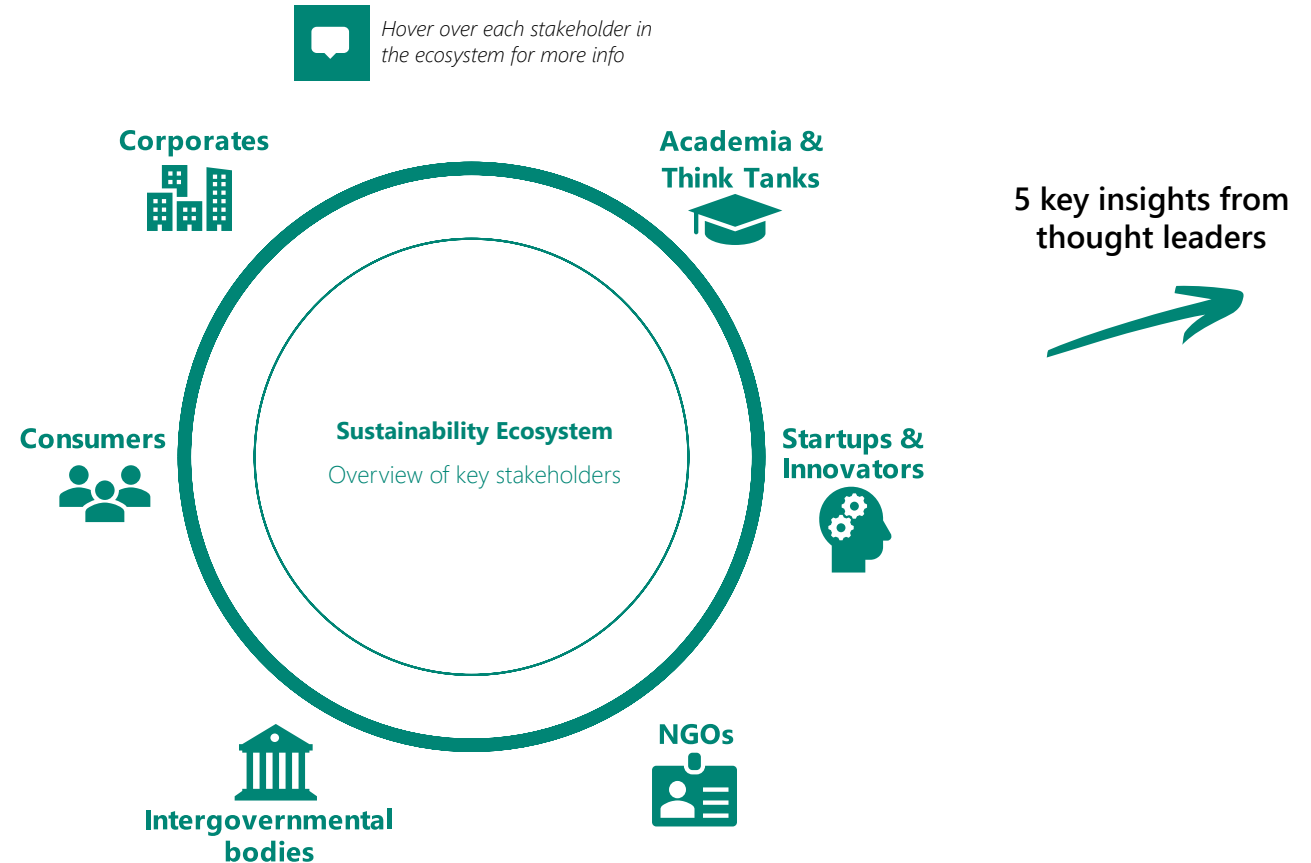 Hover over each stakeholder in
the ecosystem for more info
Corporates
Academia &
Think Tanks
5 key insights from
thought leaders
Consumers
Sustainability Ecosystem
Overview of key stakeholders
Startups &
Innovators
NGOs
Intergovernmental
bodies